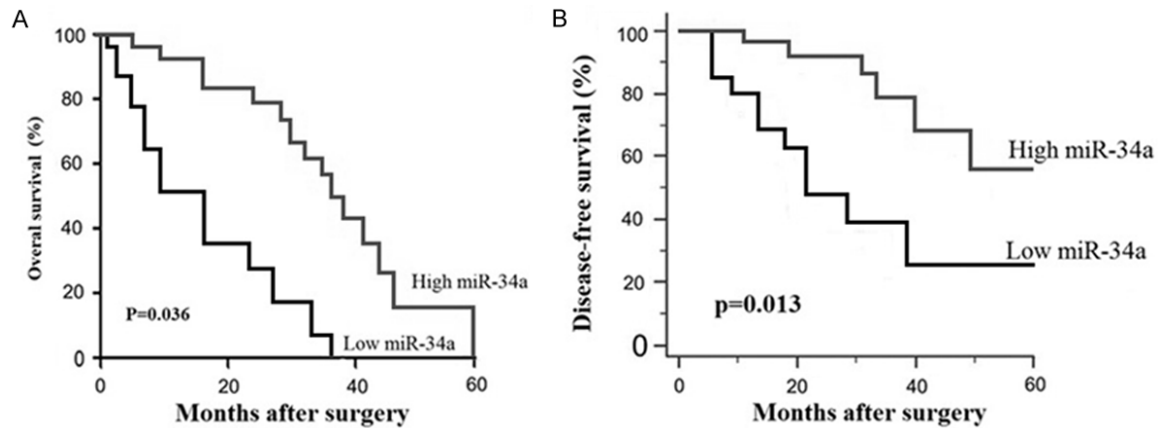 A
Overal survival (%)
100
80
60
40
20
0
P=0.036
High miR-34a
Low miR-34a
0 20 40 60
Months after surgery
B
Disease-free survival (%)
100
80
60
40
20
0
High miR-34a
Low miR-34a
p=0.013
0 20 40 60
Months after surgery